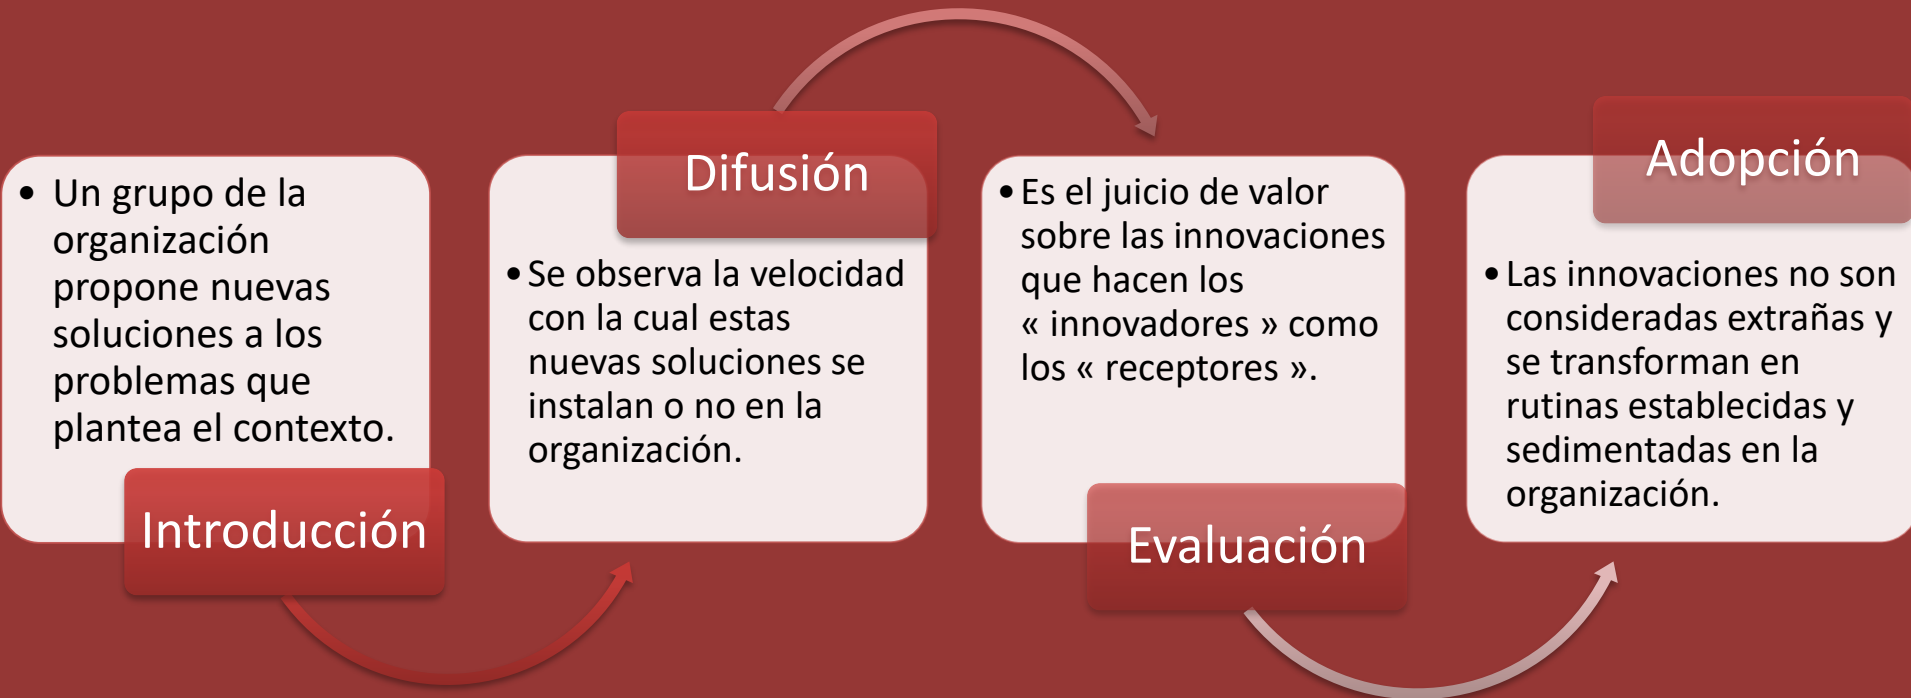 • Un grupo de la
organización
propone nuevas
soluciones a los
problemas que
plantea el contexto.
Introducción
Difusión
• Se observa la velocidad
con la cual estas
nuevas soluciones se
instalan o no en la
organización.
• Es el juicio de valor
sobre las innovaciones
que hacen los
« innovadores » como
los « receptores ».
Evaluación
Adopción
• Las innovaciones no son
consideradas extrañas y
se transforman en
rutinas establecidas y
sedimentadas en la
organización.